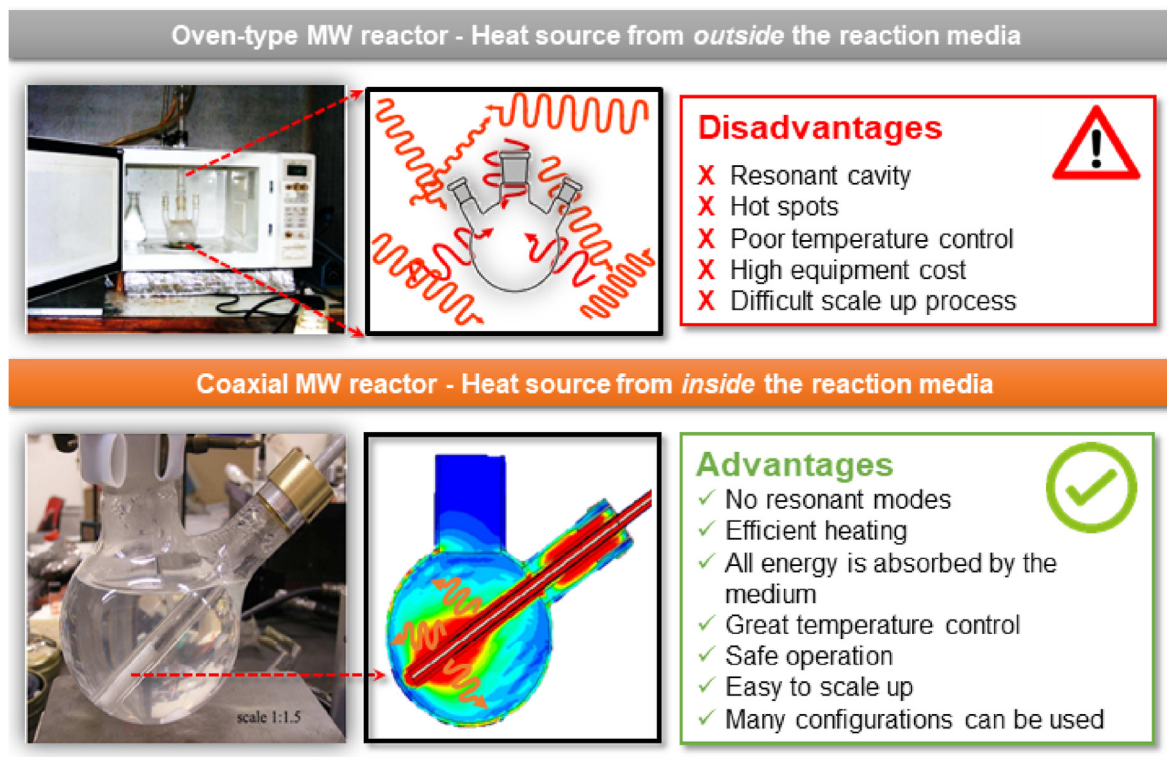 Oven-type MW reactor - Heat source from outside the reaction media
Disadvantages
X Resonant cavity
X Hot spots
X Poor temperature control
X High equipment cost
X Difficult scale up process
Coaxial MW reactor - Heat source from inside the reaction media
scale 1:1.5
Advantages
✓ No resonant modes
✓ Efficient heating
✓ All energy is absorbed by the
medium
✓ Great temperature control
✓ Safe operation
✓ Easy to scale up
✓ Many configurations can be used